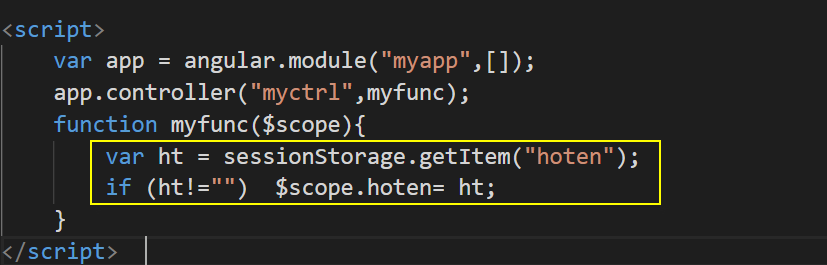 <script>
var app = angular.module("myapp",[]);
app.controller("myctrl",myfunc);
function myfunc($scope){
var ht = sessionStorage.getItem("hoten");
if (ht!="")  $scope.hoten= ht;
}
</script>